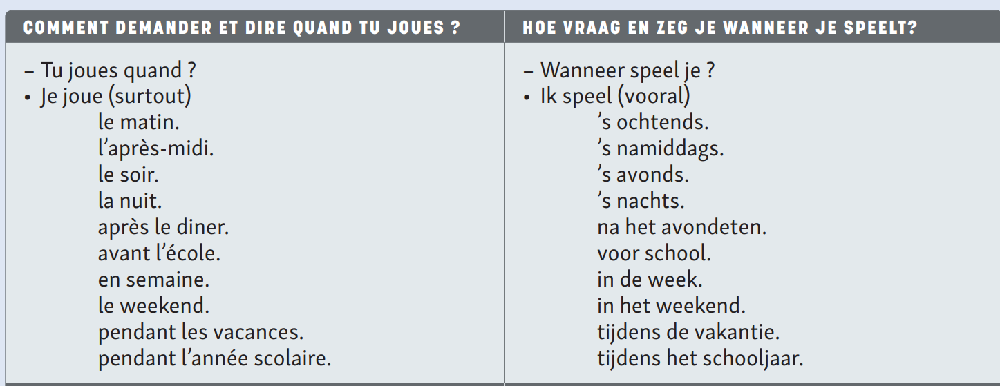 COMMENT DEMANDER ET DIRE QUAND TU JOUES ?
– Tu joues quand ?
• Je joue (surtout)
le matin.
l’après-midi.
le soir.
la nuit.
après le diner.
avant l’école.
en semaine.
le weekend.
pendant les vacances.
pendant l’année scolaire.
HOE VRAAG EN ZEG JE WANNEER JE SPEELT?
– Wanneer speel je ?
• Ik speel (vooral)
’s ochtends.
’s namiddags.
’s avonds.
’s nachts.
na het avondeten.
voor school.
in de week.
in het weekend.
tijdens de vakantie.
tijdens het schooljaar.